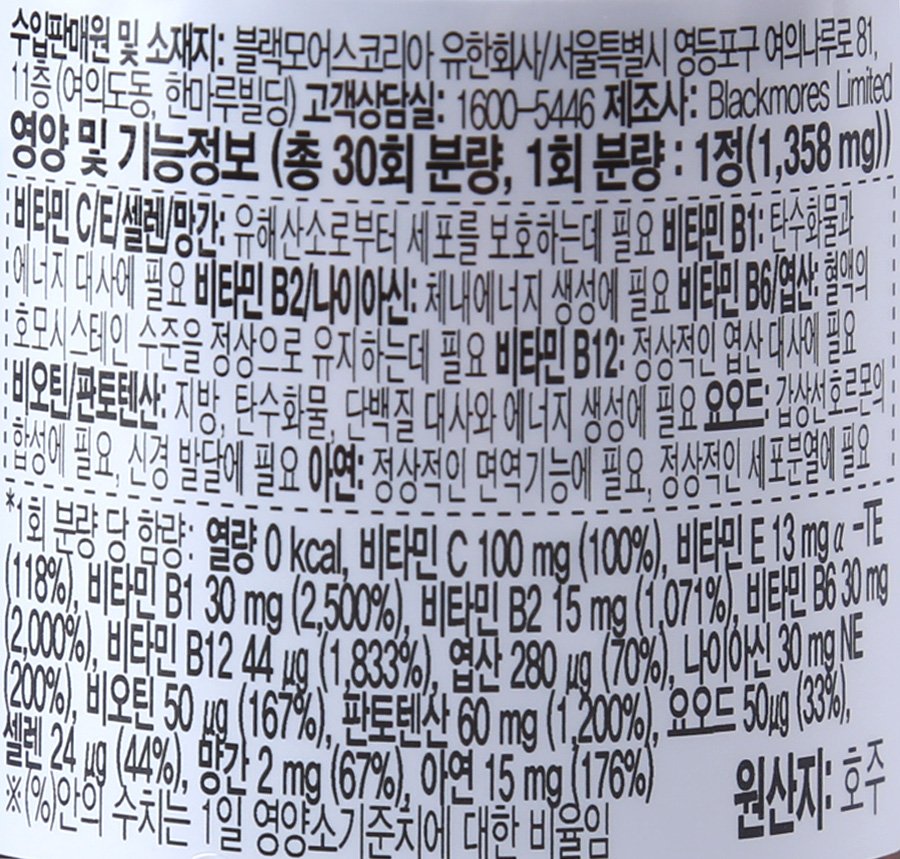 수입판매원 및 소재지: 블랙모어스코리아 유한회사/서울특별시 영등포구 여의나루로 81,
11층 (여의도동, 한마루빌딩) 고객상담실: 1600-5446 제조사: Blackmores Limited
영양 및 기능정보 (총 30회 분량, 1회 분량 : 1정(1,358 mg))
비타민 C/E/셀렌/망간: 유해산소로부터 세포를 보호하는데 필요 비타민 B1: 탄수화물과
에너지 대사에 필요 비타민 B2/나이아신: 체내에너지 생성에 필요 비타민 B6/엽산: 혈액의
호모시스테인 수준을 정상으로 유지하는데 필요 비타민 B12: 정상적인 엽산 대사에 필요
비오틴/판토텐산: 지방, 탄수화물, 단백질 대사와 에너지 생성에 필요 요오드: 갑상선호르몬의
합성에 필요, 신경 발달에 필요 아연: 정상적인 면역기능에 필요, 정상적인 세포분열에 필요
*1회 분량 당 함량: 열량 0 kcal, 비타민 C 100 mg (100%), 비타민 E 13 mg α-TE
(118%), 비타민 B1 30 mg (2,500%), 비타민 B2 15 mg (1,071%), 비타민 B6 30 mg
(2,000%), 비타민 B12 44 μg (1,833%), 엽산 280 μg (70%), 나이아신 30 mg NE
(200%), 비오틴 50 μg (167%), 판토텐산 60 mg (1,200%), 요오드 50μg (33%),
셀렌 24 μg (44%), 망간 2 mg (67%), 아연 15 mg (176%)
※(%)안의 수치는 1일 영양소기준치에 대한 비율임
원산지: 호주